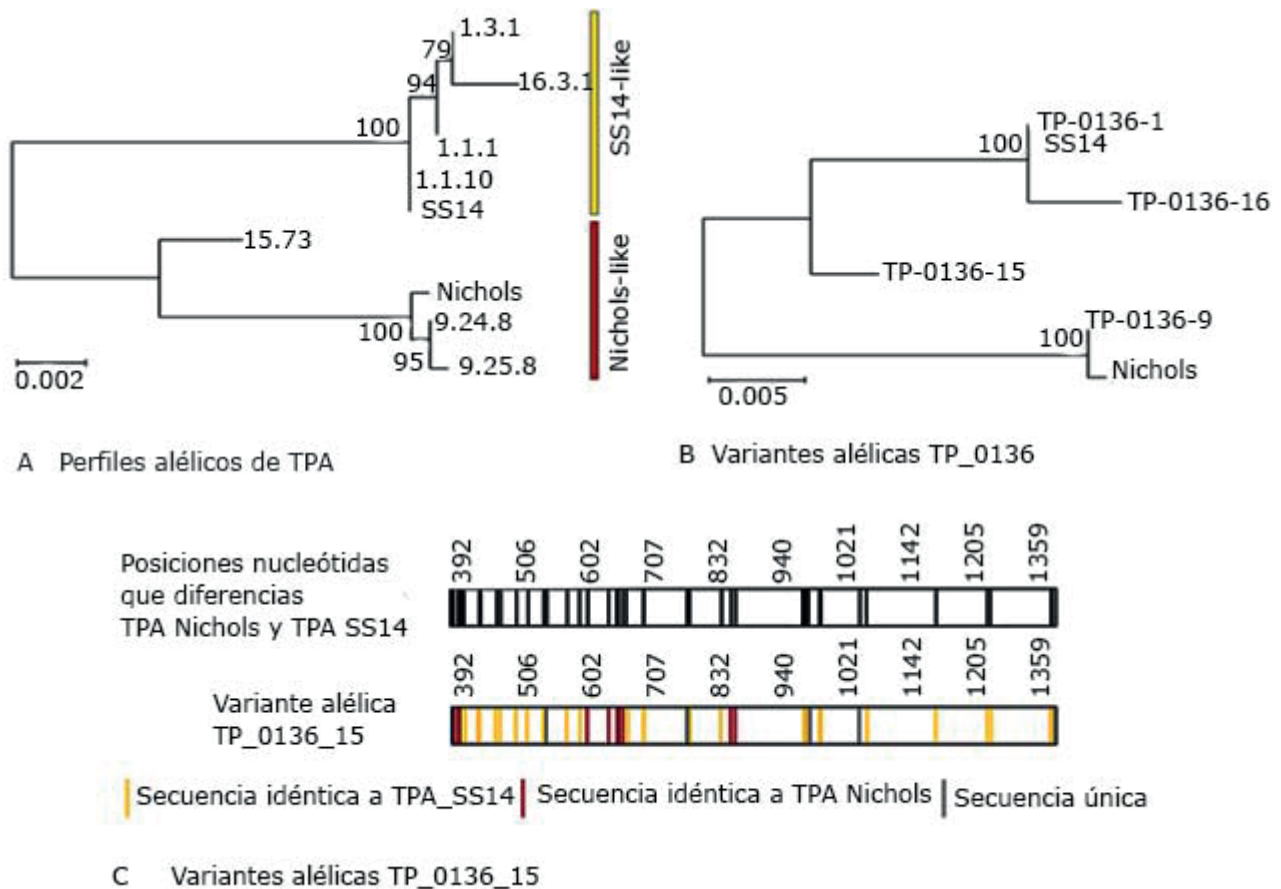 1.3.1
79
94
16.3.1
100
1.1.1
1.1.10
SS14
SS14-like
15.73
Nichols
100
9.24.8
95
9.25.8
Nichols-like
0.002
A Perfiles alélicos de TPA
TP-0136-1
100
SS14
TP-0136-16
TP-0136-15
TP-0136-9
100
Nichols
0.005
B Variantes alélicas TP_0136
Posiciones nucleótidas
que diferencias
TPA Nichols y TPA SS14
392 506 602 707 832 940 1021 1142 1205 1359
Variante alélica
TP_0136_15
392 506 602 707 832 940 1021 1142 1205 1359
Secuencia idéntica a TPA_SS14
Secuencia idéntica a TPA Nichols
Secuencia única
C Variantes alélicas TP_0136_15